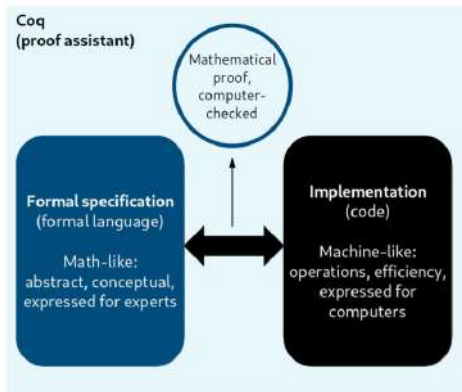 Coq
(proof assistant)
Mathematical
proof,
computer-
checked
Formal specification
(formal language)
Math-like:
abstract, conceptual,
expressed for experts
Implementation
(code)
Machine-like:
operations, efficiency,
expressed for
computers